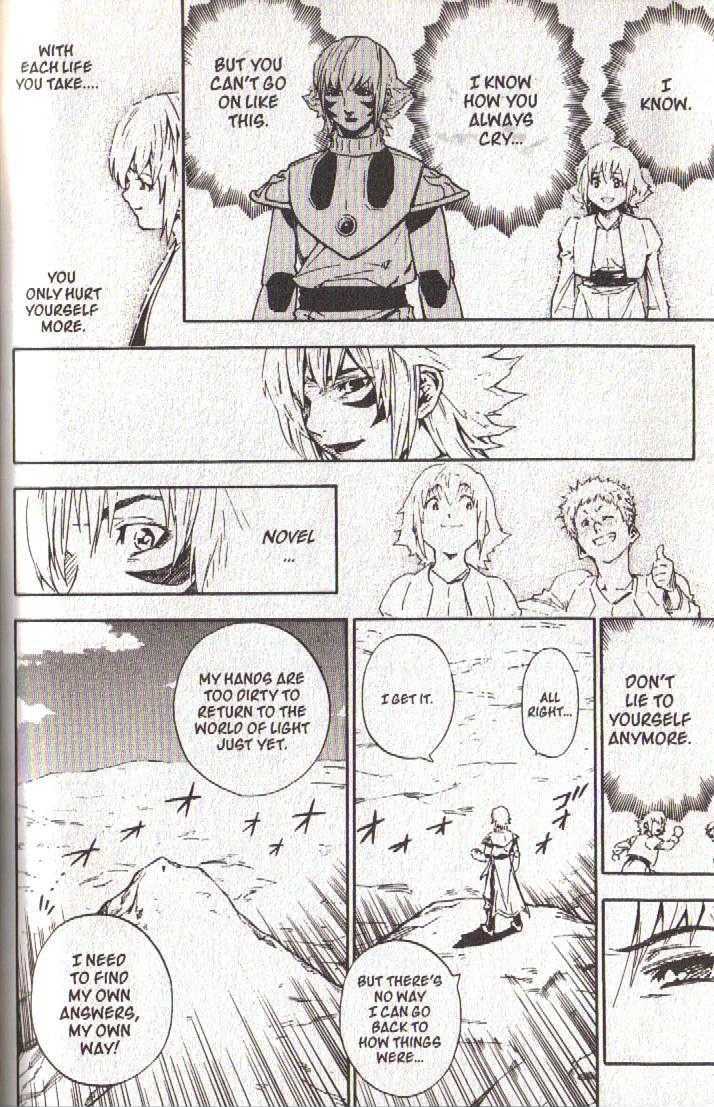 I
KNOW.
I KNOW
HOW YOU
ALWAYS
CRY...
BUT YOU
CAN'T GO
ON LIKE
THIS.
WITH
EACH LIFE
YOU TAKE....
YOU
ONLY HURT
YOURSELF
MORE.
NOVEL
...
DON'T
LIE TO
YOURSELF
ANYMORE.
ALL
RIGHT...
I GET IT.
BUT THERE'S
NO WAY
I CAN GO
BACK TO
HOW THINGS
WERE...
MY HANDS ARE
TOO DIRTY TO
RETURN TO THE
WORLD OF LIGHT
JUST YET.
I NEED
TO FIND
MY OWN
ANSWERS,
MY OWN
WAY!